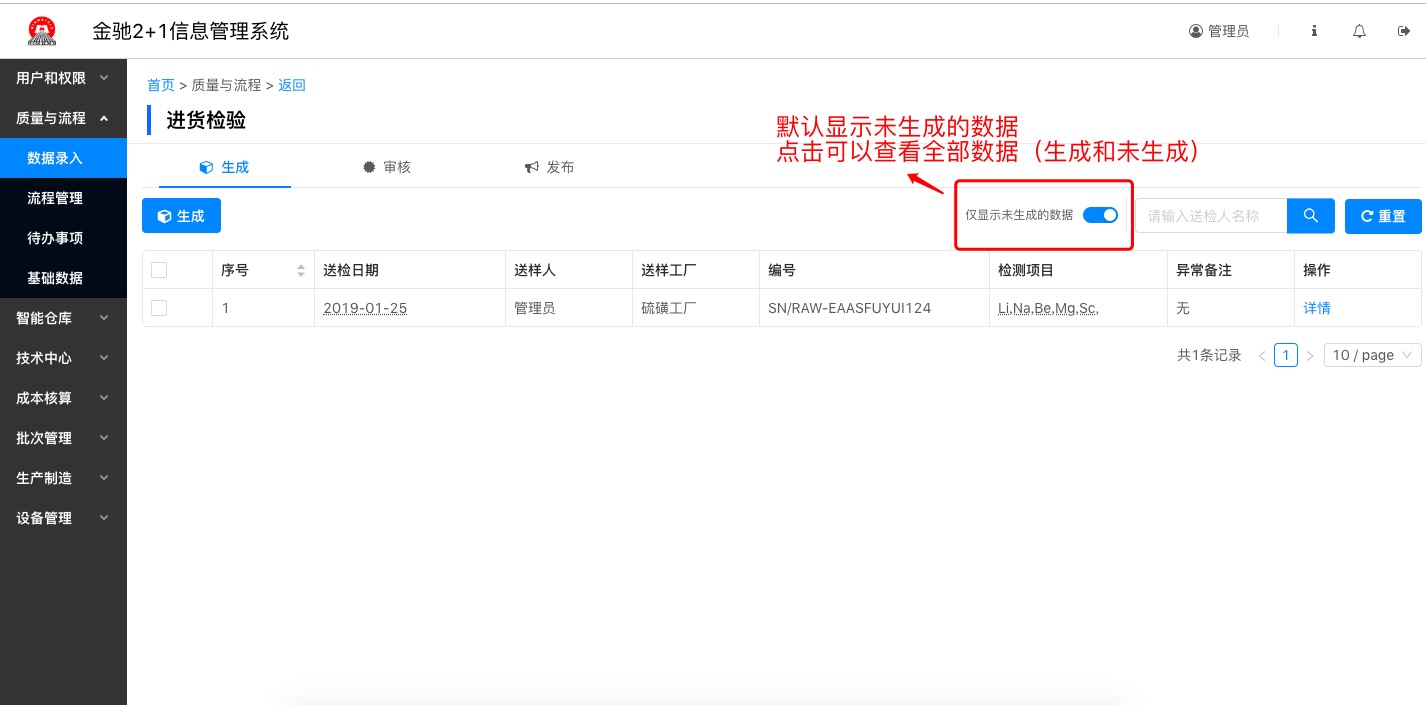 金驰2+1信息管理系统
管理员
用户和权限
质量与流程
数据录入
流程管理
待办事项
基础数据
智能仓库
技术中心
成本核算
批次管理
生产制造
设备管理
首页 > 质量与流程 > 返回
进货检验
默认显示未生成的数据
点击可以查看全部数据（生成和未生成）
生成 审核 发布
生成 仅显示未生成的数据 请输入送检人名称 重置
序号 送检日期 送样人 送样工厂 编号 检测项目 异常备注 操作
1 2019-01-25 管理员 硫磺工厂 SN/RAW-EAASFUYUI124 Li,Na,Be,Mg,Sc, 无 详情
共1条记录 < 1 > 10 / page